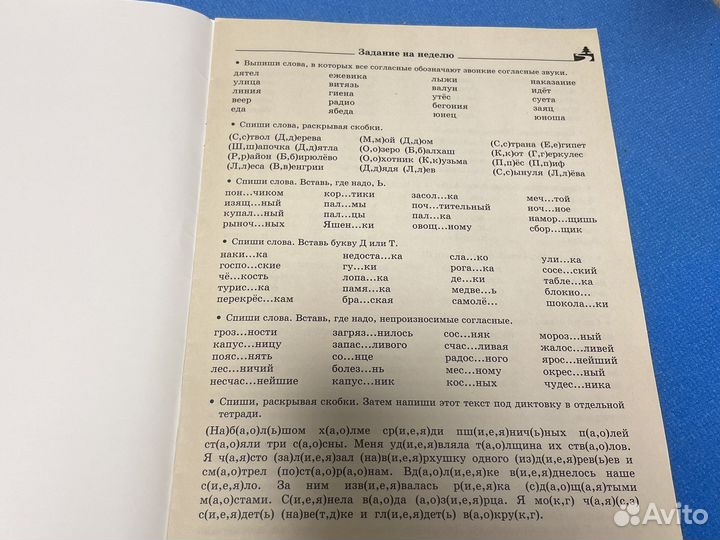 Задание на неделю
• Выпиши слова, в которых все согласные обозначают звонкие согласные звуки.
дятел ежевика лыжи наказание
улица витязь валун идёт
линия гиена утёс суета
веер радио бегония заяц
еда ябеда юнец юноша
• Спиши слова, раскрывая скобки.
(С,с)твол (Д,д)ерева (М,м)ой (Д,д)ом (С,с)трана (Е,е)гипет
(Ш,ш)апочка (Д,д)ятла (О,о)зеро (Б,б)алхаш (К,к)от (Г,г)еркулес
(Р,р)айон (Б,б)ирюлёво (О,о)хотник (К,к)узьма (П,п)ёс (П,п)иф
(Л,л)еса (В,в)енгрии (Д,д)ядя (Л,л)ев (С,с)ынуля (Л,л)ёва
• Спиши слова. Вставь, где надо, Ь.
пон...чиком кор...тики засол...ка меч...той
изящ...ный пал...мы поч...тительный ноч...ное
купал...ный пал...цы пал...ка намор...щишь
рыноч...ных Яшен...ки овощ...ному сбор...щик
• Спиши слова. Вставь букву Д или Т.
наки...ка недоста...ка сла...ко ули...ка
госпо...ские гу...ки рога...ка сосе...ский
чё...кость лопа...ка де...ки табле...ка
турис...ка памя...ка медве...ь блокно...
перекрёс...кам бра...ская самолё... шокола...ки
• Спиши слова. Вставь, где надо, непроизносимые согласные.
гроз...ности загряз...нилось сос...няк мороз...ный
капус...ницу запас...ливого счас...ливая жалос...ливей
пояс...нять со...нце радос...ного ярос...нейший
лес...ничий болез...нь мес...ному окрес...ный
несчас...нейшие капус...ник кос...ных чудес...ника
• Спиши, раскрывая скобки. Затем напиши этот текст под диктовку в отдельной
тетради.
(На)б(а,о)л(ь)шом х(а,о)лме ср(и,е,я)ди пш(и,е,я)нич(ь)ных п(а,о)лей
ст(а,о)яли три с(а,о)сны. Меня уд(и,е,я)вляла т(а,о)лщина их ств(а,о)лов.
Я ч(а,я)сто (за)л(и,е,я)зал (на)в(и,е,я)рхушку одного (из)д(и,е,я)рев(ь)ев и
см(а,о)трел (по)ст(а,о)р(а,о)нам. Вд(а,о)л(и,е,я)ке в(и,е,я)днелось наше
с(и,е,я)ло. За ним изв(и,е,я)валась р(и,е,я)ка (с)д(а,о)щ(а,я)тыми
м(а,о)стами. С(и,е,я)нела в(а,о)да (а,о)з(и,е,я)рца. Я мо(к,г) ч(а,я)(с,з)
с(и,е,я)дет(ь) (на)ве(т,д)ке и гл(и,е,я)дет(ь) в(а,о)кру(к,г).
Avito